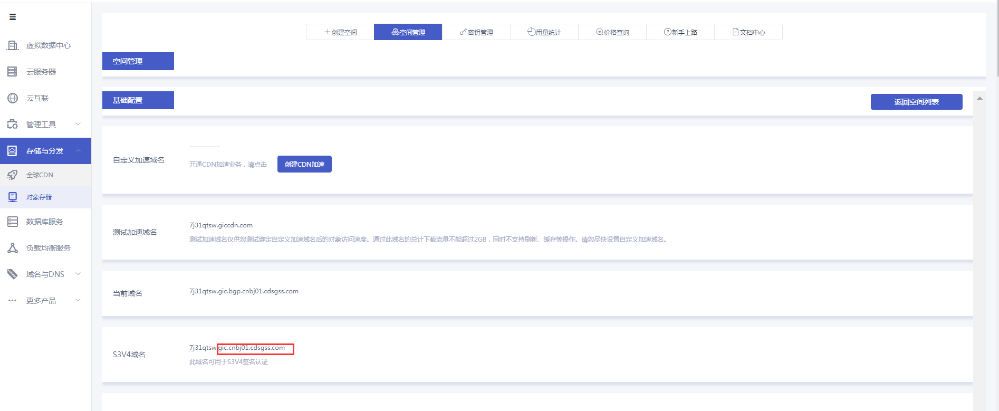 创建空间
空间管理
密钥管理
用量统计
价格查询
新手上路
文档中心
虚拟数据中心
云服务器
云互联
管理工具
存储与分发
全球CDN
对象存储
数据库服务
负载均衡服务
域名与DNS
更多产品
空间管理
基础配置
返回空间列表
自定义加速域名
-----------
开通CDN加速业务，请点击
创建CDN加速
测试加速域名
7j31qtsw.giccdn.com
测试加速域名仅供您测试绑定自定义加速域名后的对象访问速度。通过此域名的总计下载流量不能超过2GB，同时不支持刷新、缓存等操作。请您尽快设置自定义加速域名。
当前域名
7j31qtsw.gic.bgp.cnbj01.cdsgss.com
S3V4域名
7j31qtsw.gic.cnbj01.cdsgss.com
此域名可用于S3V4签名认证